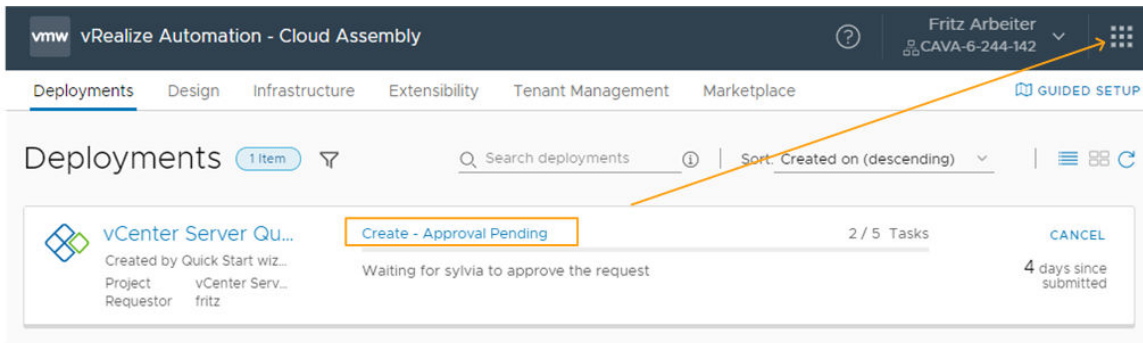 vmw vRealize Automation - Cloud Assembly
Fritz Arbeiter
CAVA-6-244-142
Deployments Design Infrastructure Extensibility Tenant Management Marketplace GUIDED SETUP
Deployments 1 Item Search deployments Sort: Created on (descending)
vCenter Server Qu... Create - Approval Pending 2 / 5 Tasks CANCEL
Created by Quick Start wiz... Waiting for sylvia to approve the request 4 days since
Project vCenter Serv... submitted
Requestor fritz